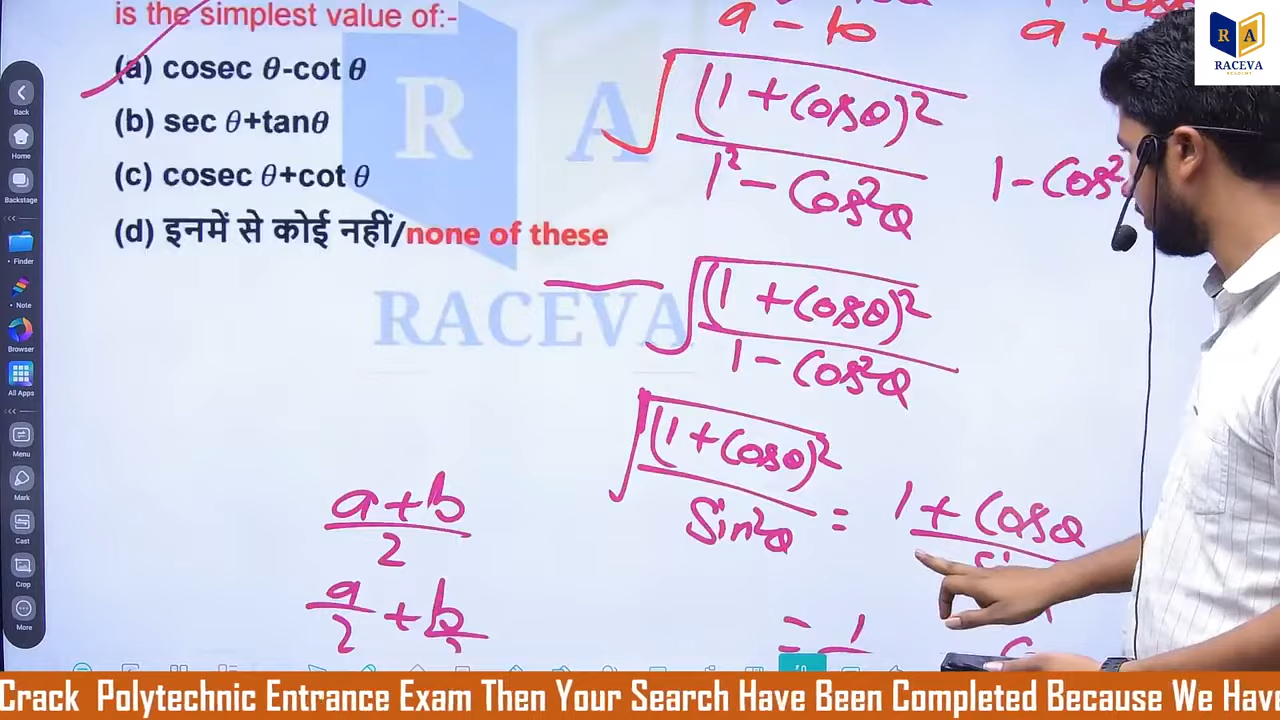 is the simplest value of:-
(a) cosec θ-cot θ
(b) sec θ+tanθ
(c) cosec θ+cot θ
(d) इनमें से कोई नहीं/none of these
a - b
√(1 + cosθ)²
1² - Cos²θ
1 - Cos²
√(1 + cosθ)²
1 - Cos²θ
√(1 + Cosθ)²
Sin²θ = 1 + Cosθ
= 1
a + b
2
a/2 + b
R A
RACEVA
R A
RACEVA
ACADEMY
Back
Home
Backstage
Finder
Note
Browser
All Apps
Menu
Mark
Cast
Crop
More
Crack Polytechnic Entrance Exam Then Your Search Have Been Completed Because We Have